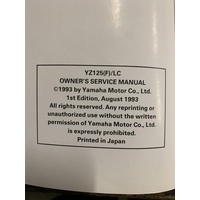 YZ125(F)/LC
OWNER'S SERVICE MANUAL
©1993 by Yamaha Motor Co., Ltd.
1st Edition, August 1993
All rights reserved. Any reprinting or
unauthorized use without the written
permission of Yamaha Motor Co., Ltd.
is expressly prohibited.
Printed in Japan